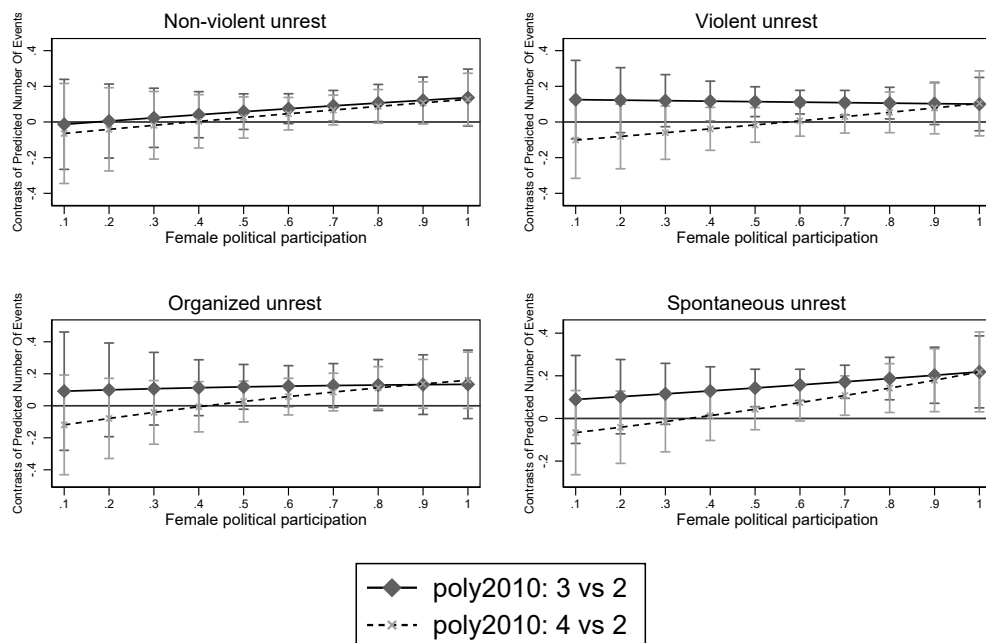 Non-violent unrest
Contrasts of Predicted Number Of Events
.4
.2
0
-.2
-.4
.1 .2 .3 .4 .5 .6 .7 .8 .9 1
Female political participation
Violent unrest
Contrasts of Predicted Number Of Events
.4
.2
0
-.2
-.4
.1 .2 .3 .4 .5 .6 .7 .8 .9 1
Female political participation
Organized unrest
Contrasts of Predicted Number Of Events
.4
.2
0
-.2
-.4
.1 .2 .3 .4 .5 .6 .7 .8 .9 1
Female political participation
Spontaneous unrest
Contrasts of Predicted Number Of Events
.4
.2
0
-.2
.1 .2 .3 .4 .5 .6 .7 .8 .9 1
Female political participation
poly2010: 3 vs 2
poly2010: 4 vs 2